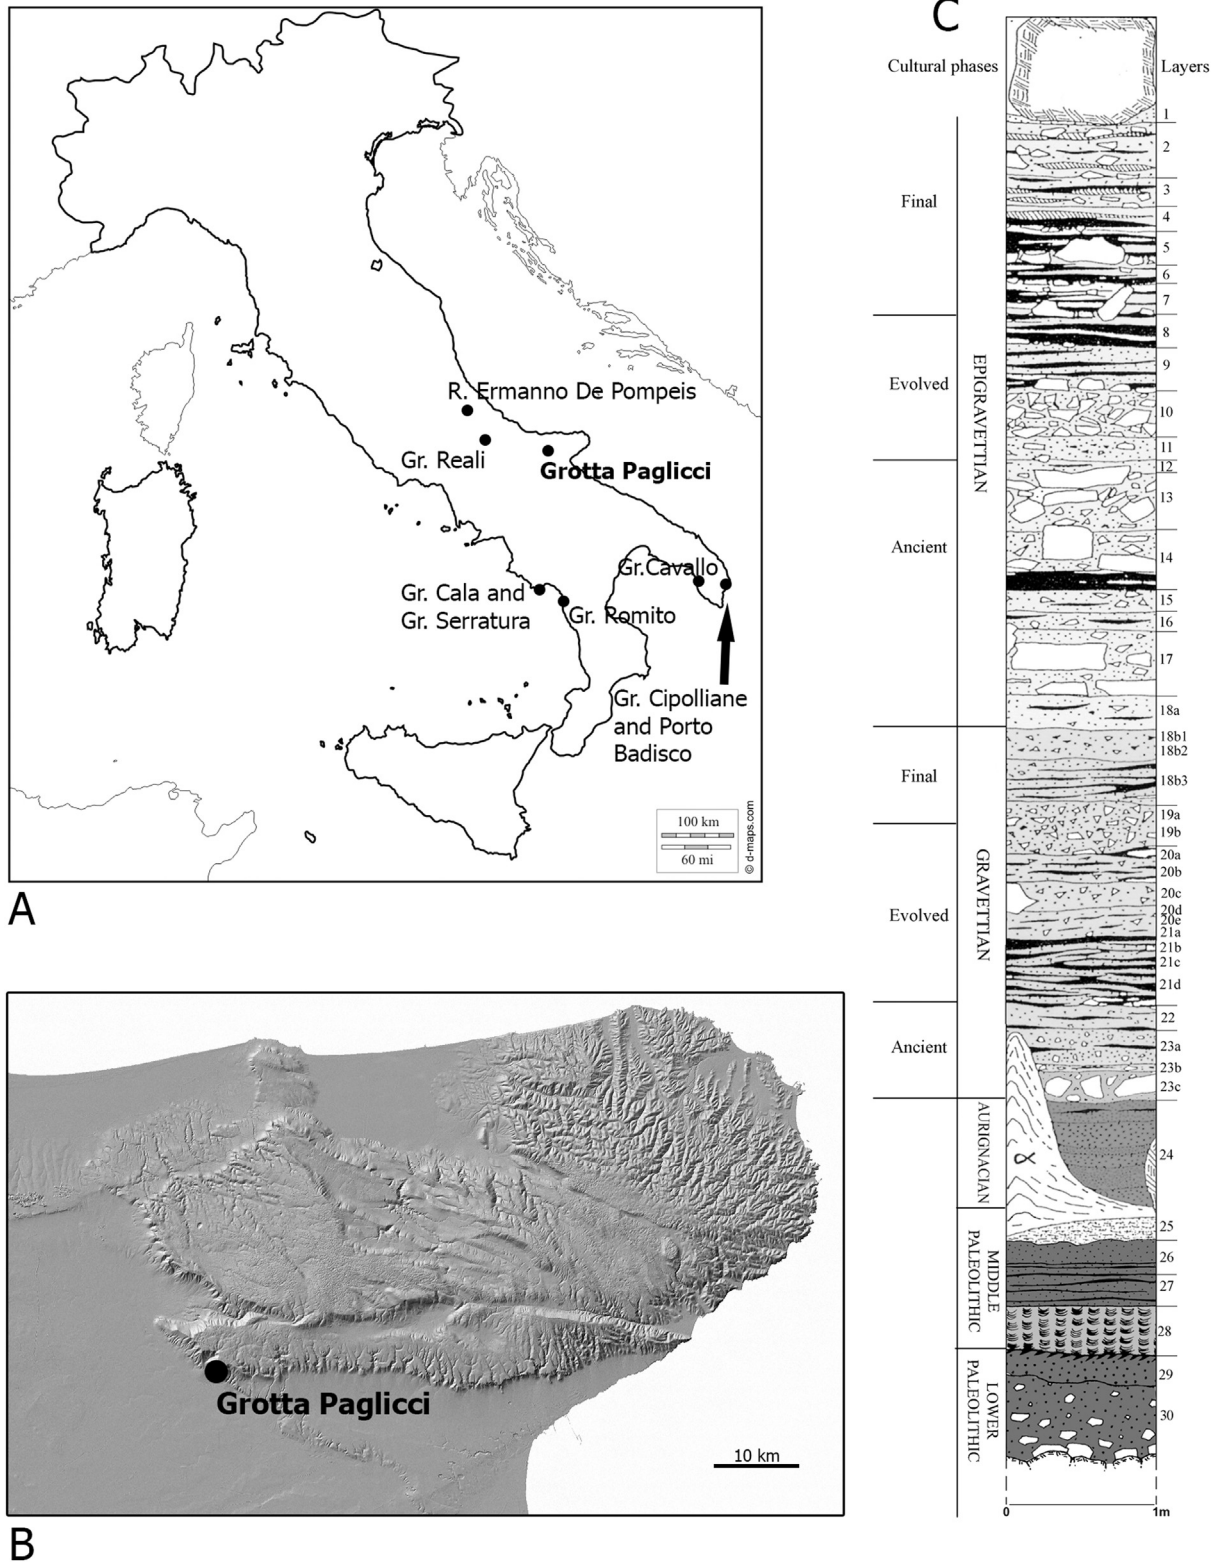 R. Ermanno De Pompeis
Gr. Reali
Grotta Paglicci
Gr.Cavallo
Gr. Cala and
Gr. Serratura
Gr. Romito
Gr. Cipolliane
and Porto
Badisco
100 km
60 mi
© d-maps.com
A
Grotta Paglicci
10 km
B
C
Cultural phases
Layers
Final
Evolved
Ancient
EPIGRAVETTIAN
Final
Evolved
Ancient
GRAVETTIAN
AURIGNACIAN
MIDDLE
PALEOLITHIC
LOWER
PALEOLITHIC
1
2
3
4
5
6
7
8
9
10
11
12
13
14
15
16
17
18a
18b1
18b2
18b3
19a
19b
20a
20b
20c
20d
20e
21a
21b
21c
21d
22
23a
23b
23c
α
24
25
26
27
28
29
30
0
1m